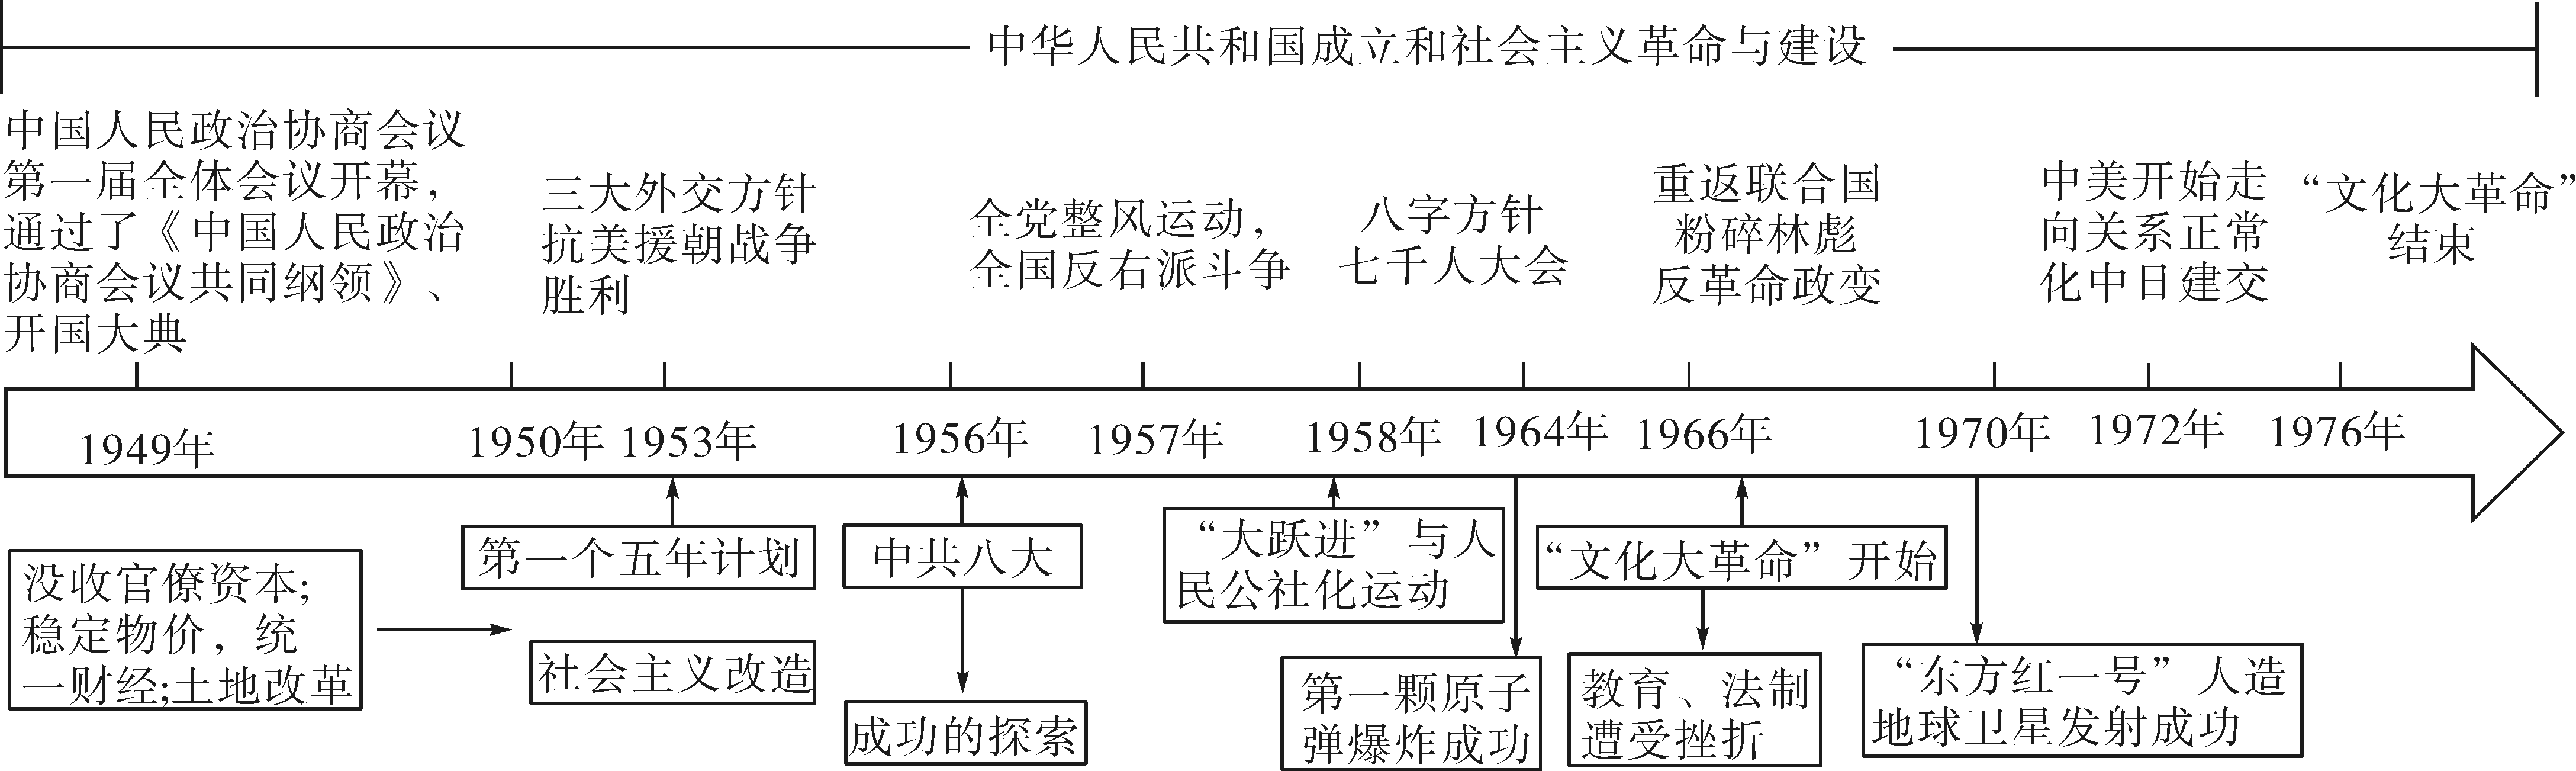 中华人民共和国成立和社会主义革命与建设
中国人民政治协商会议
第一届全体会议开幕，
通过了《中国人民政治
协商会议共同纲领》、
开国大典
三大外交方针
抗美援朝战争
胜利
全党整风运动，
全国反右派斗争
八字方针
七千人大会
重返联合国
粉碎林彪
反革命政变
中美开始走
向关系正常
化中日建交
“文化大革命”
结束
1949年
1950年
1953年
1956年
1957年
1958年
1964年
1966年
1970年
1972年
1976年
没收官僚资本;
稳定物价，统
一财经;土地改革
第一个五年计划
社会主义改造
中共八大
成功的探索
“大跃进”与人
民公社化运动
第一颗原子
弹爆炸成功
“文化大革命”开始
教育、法制
遭受挫折
“东方红一号”人造
地球卫星发射成功